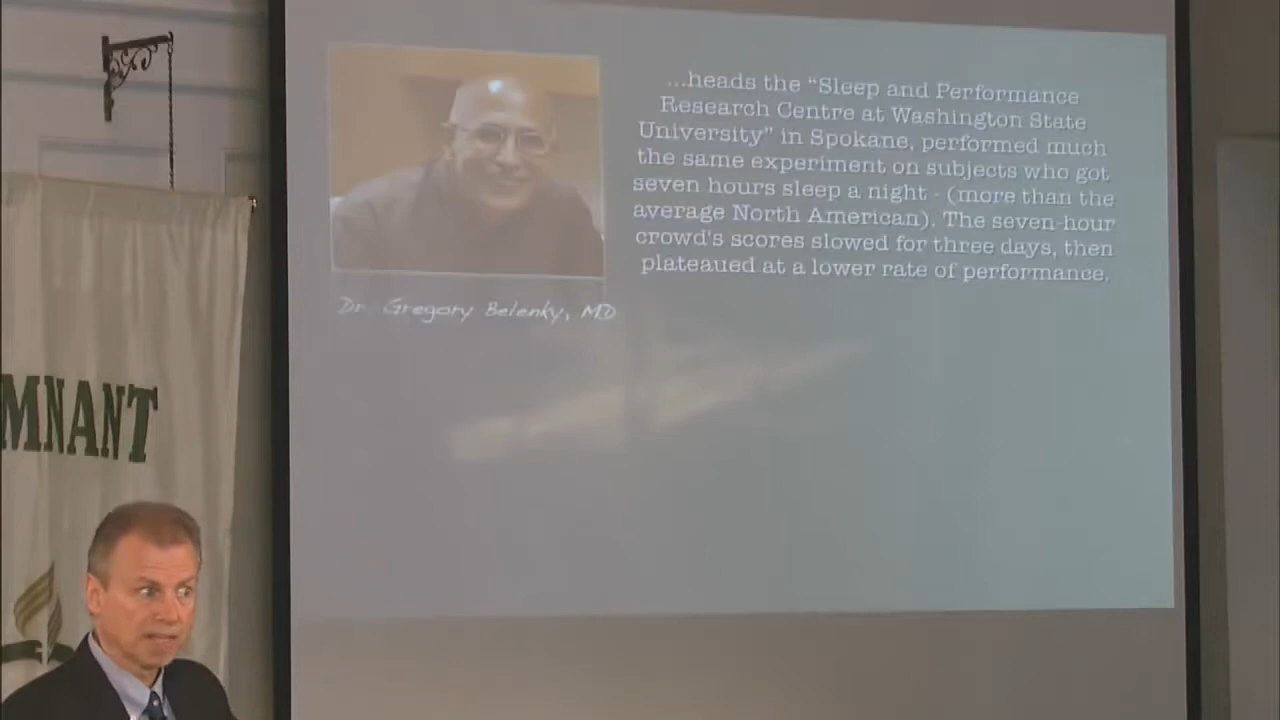 ...heads the “Sleep and Performance
Research Centre at Washington State
University” in Spokane, performed much
the same experiment on subjects who got
seven hours sleep a night - (more than the
average North American). The seven-hour
crowd's scores slowed for three days, then
plateaued at a lower rate of performance.
Dr. Gregory Belenky, MD
MNANT